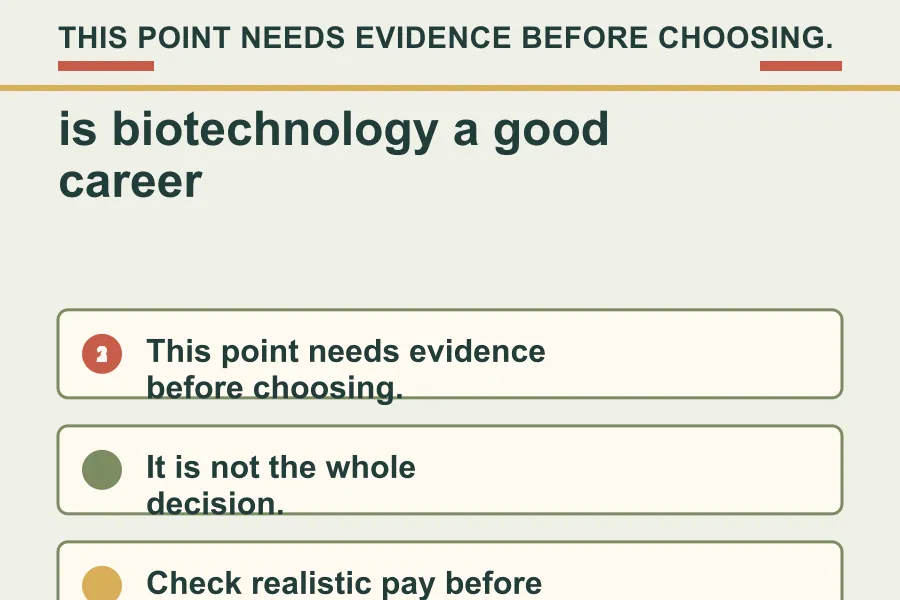 THIS POINT NEEDS EVIDENCE BEFORE CHOOSING.
is biotechnology a good
career
This point needs evidence
before choosing.
It is not the whole
decision.
Check realistic pay before